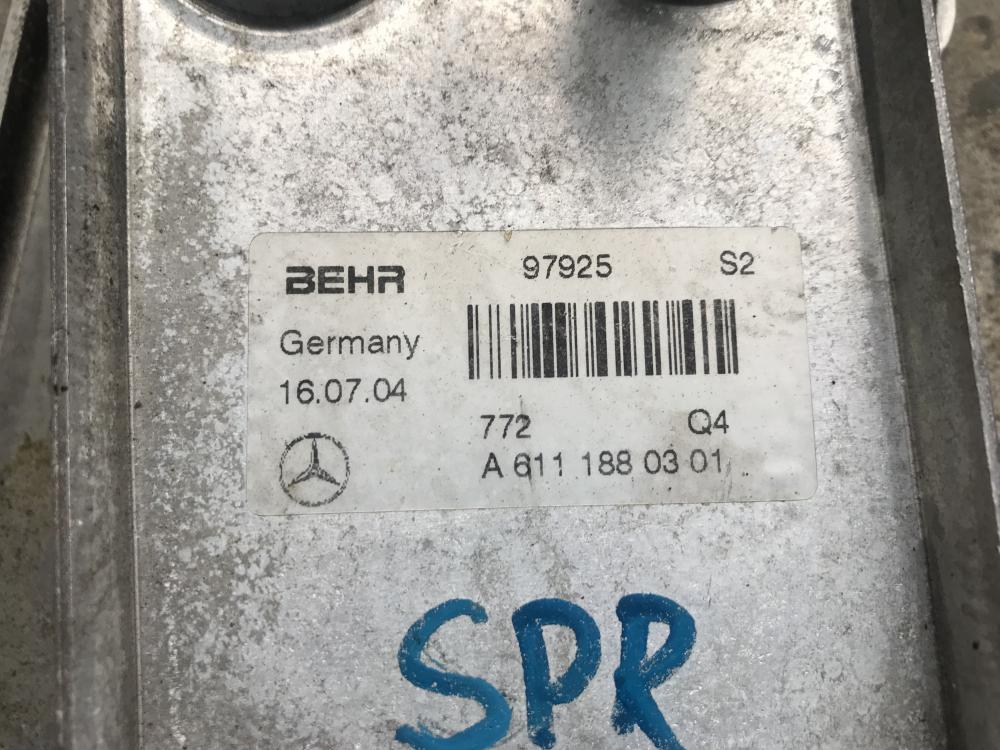 BEHR 97925 S2
Germany
16.07.04
772 Q4
A 611 188 03 01
SPR